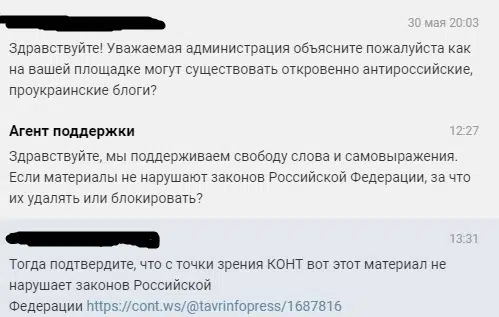 30 мая 20:03
Здравствуйте! Уважаемая администрация объясните пожалуйста как
на вашей площадке могут существовать откровенно антироссийские,
проукраинские блоги?
Агент поддержки 12:27
Здравствуйте, мы поддерживаем свободу слова и самовыражения.
Если материалы не нарушают законов Российской Федерации, за что
их удалять или блокировать?
13:31
Тогда подтвердите, что с точки зрения КОНТ вот этот материал не
нарушает законов Российской
Федерации https://cont.ws/@tavrinfopress/1687816